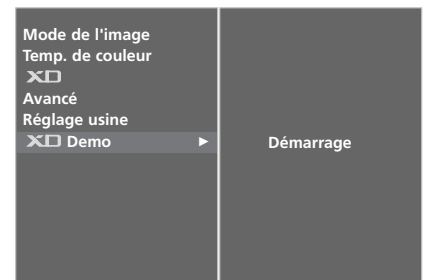 Mode de l'image
Temp. de couleur
XD
Avancé
Réglage usine
XD Demo ►
Démarrage